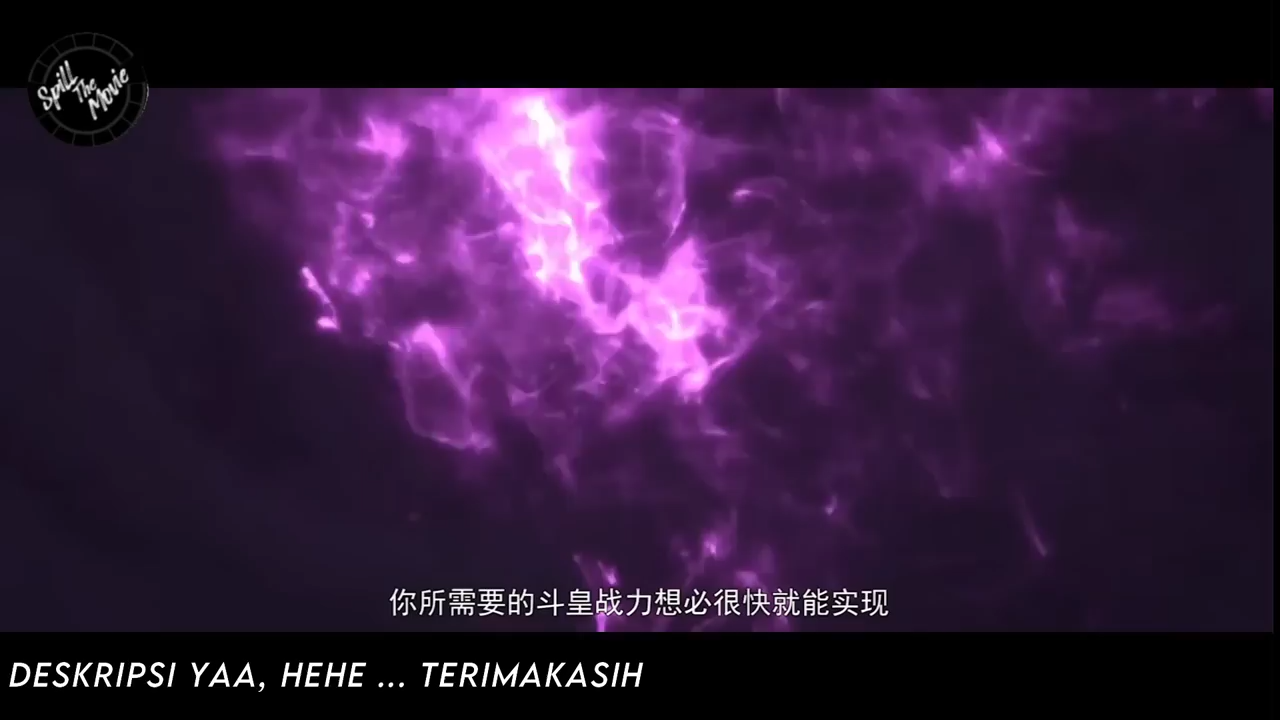 Spill
The
Movie
你所需要的斗皇战力想必很快就能实现
DESKRIPSI YAA, HEHE ... TERIMAKASIH